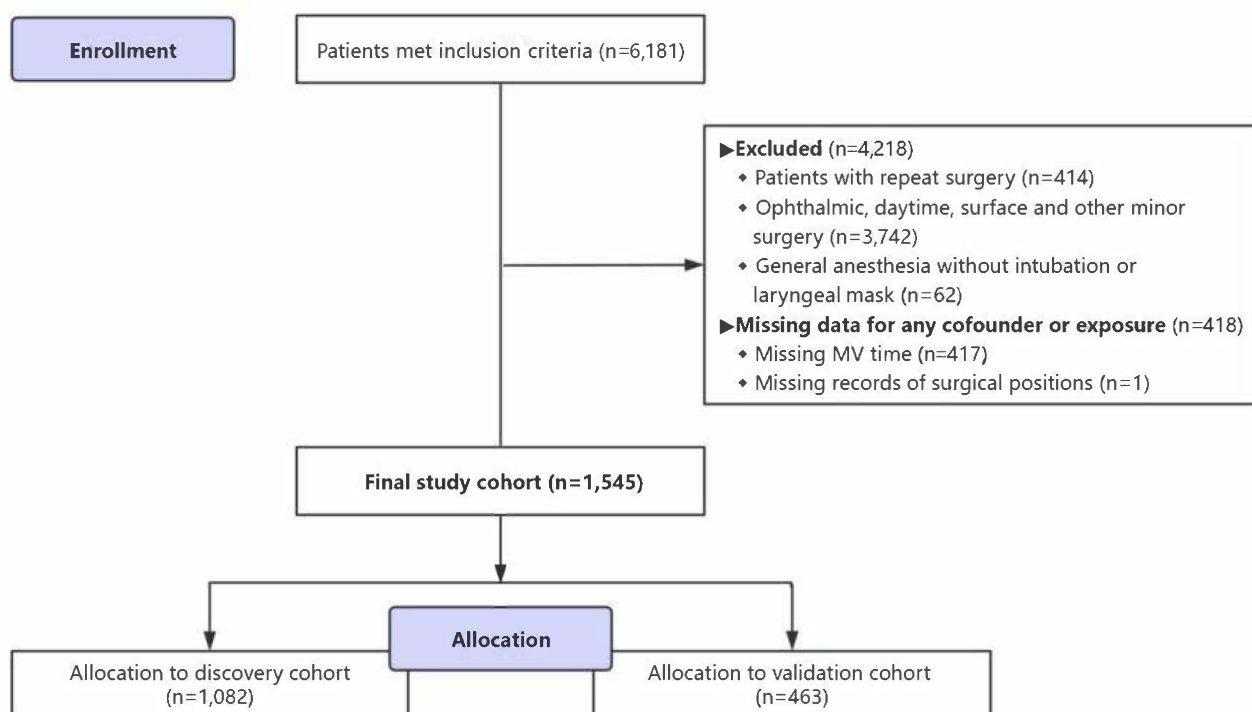 Enrollment
Patients met inclusion criteria (n=6,181)
▶Excluded (n=4,218)
◆ Patients with repeat surgery (n=414)
◆ Ophthalmic, daytime, surface and other minor
surgery (n=3,742)
◆ General anesthesia without intubation or
laryngeal mask (n=62)
▶Missing data for any cofounder or exposure (n=418)
◆ Missing MV time (n=417)
◆ Missing records of surgical positions (n=1)
Final study cohort (n=1,545)
Allocation
Allocation to discovery cohort
(n=1,082)
Allocation to validation cohort
(n=463)